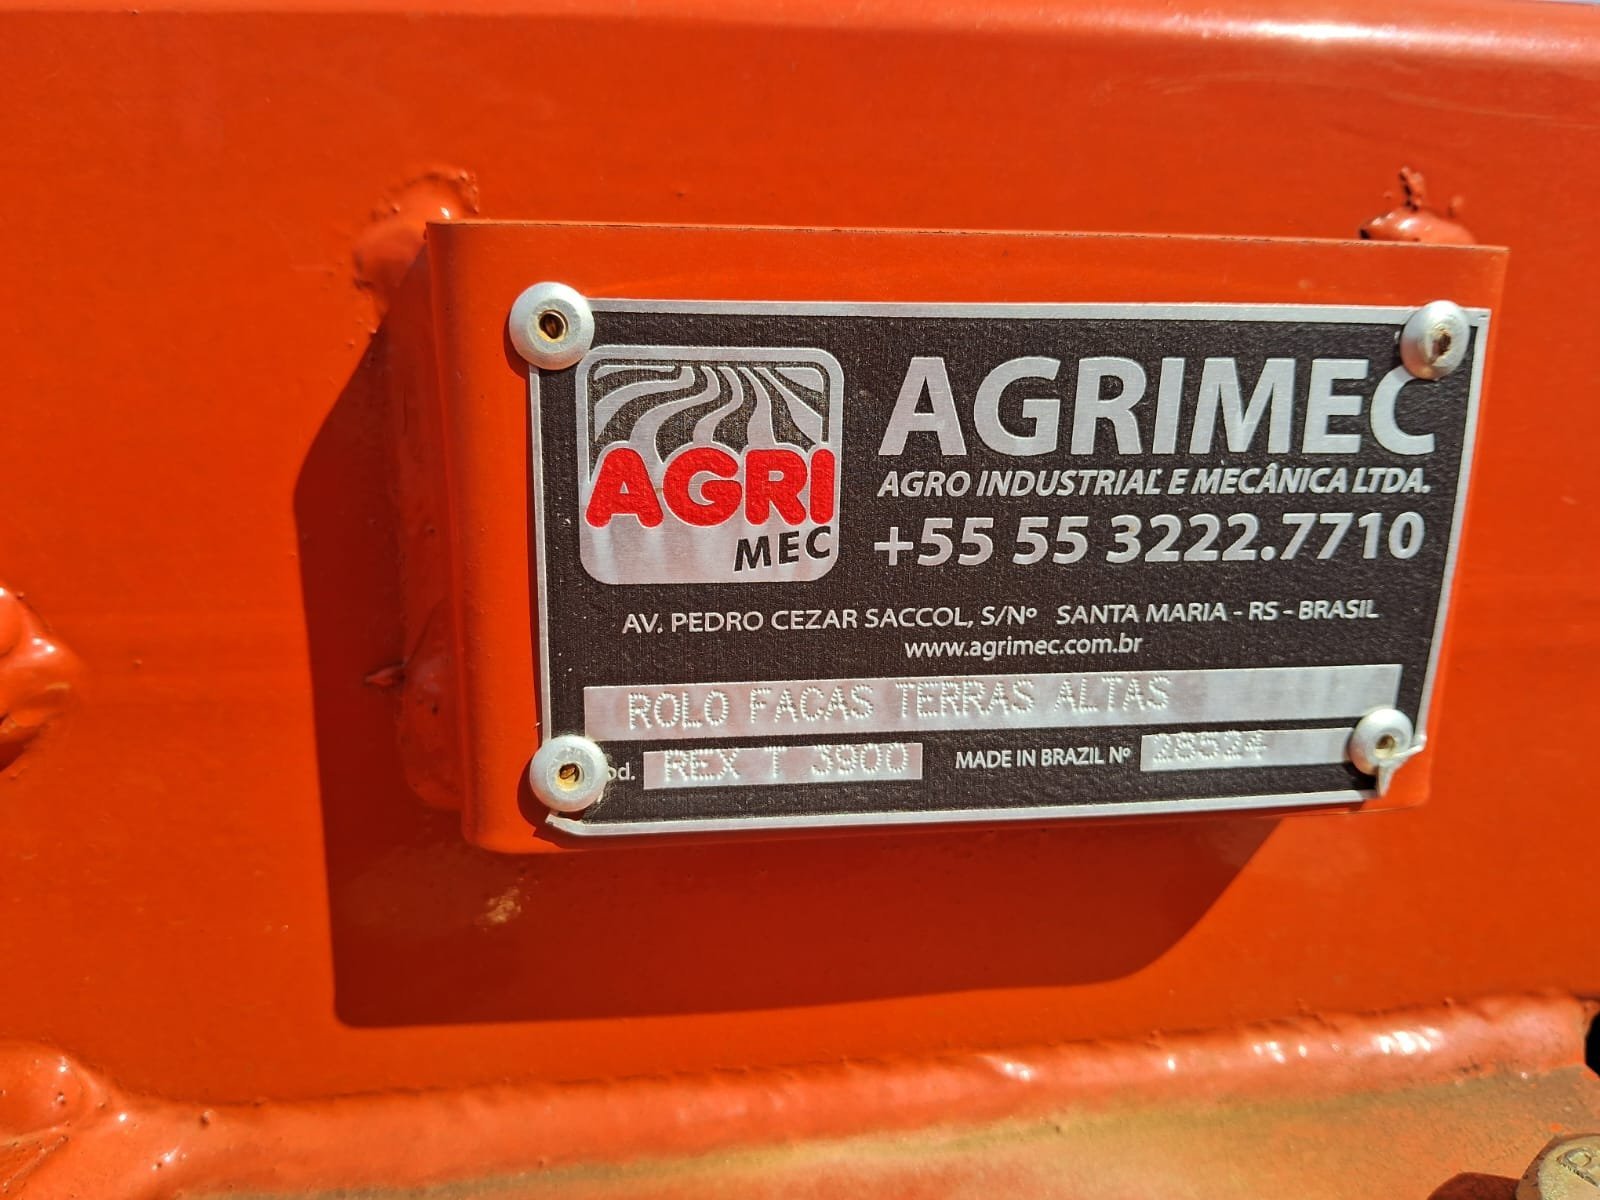 AGRI
MEC
AGRIMEC
AGRO INDUSTRIAL E MECÂNICA LTDA.
+55 55 3222.7710
AV. PEDRO CEZAR SACCOL, S/Nº SANTA MARIA - RS - BRASIL
www.agrimec.com.br
ROLO FACAS TERRAS ALTAS
REX T 3900 MADE IN BRAZIL Nº 28524